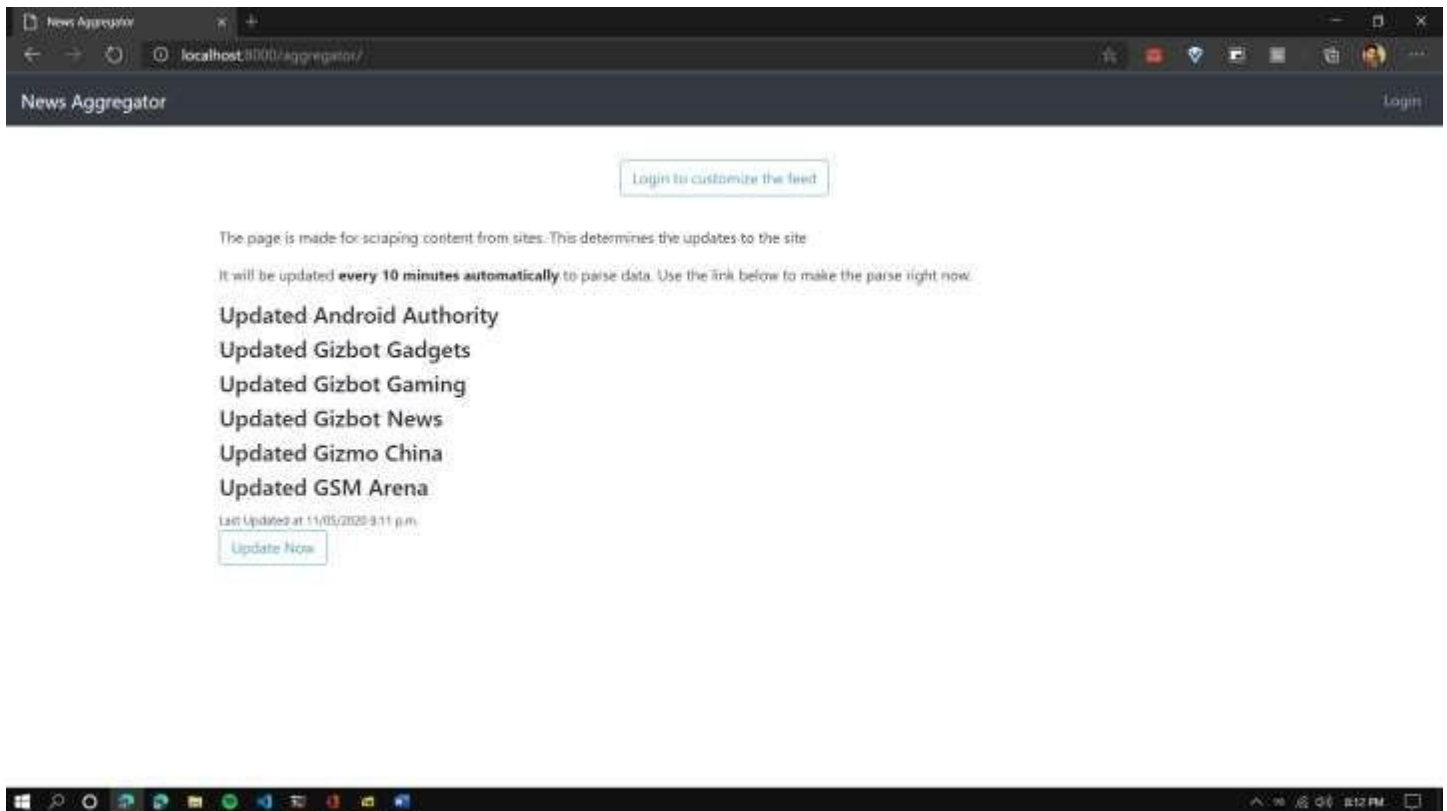 News Aggregator
localhost:8000/aggregator/
News Aggregator
Login
Login to customize the feed
The page is made for scraping content from sites. This determines the updates to the site
It will be updated every 10 minutes automatically to parse data. Use the link below to make the parse right now.
Updated Android Authority
Updated Gizbot Gadgets
Updated Gizbot Gaming
Updated Gizbot News
Updated Gizmo China
Updated GSM Arena
Last Updated at 11/05/2020 p.m.
Update Now
8:12 PM